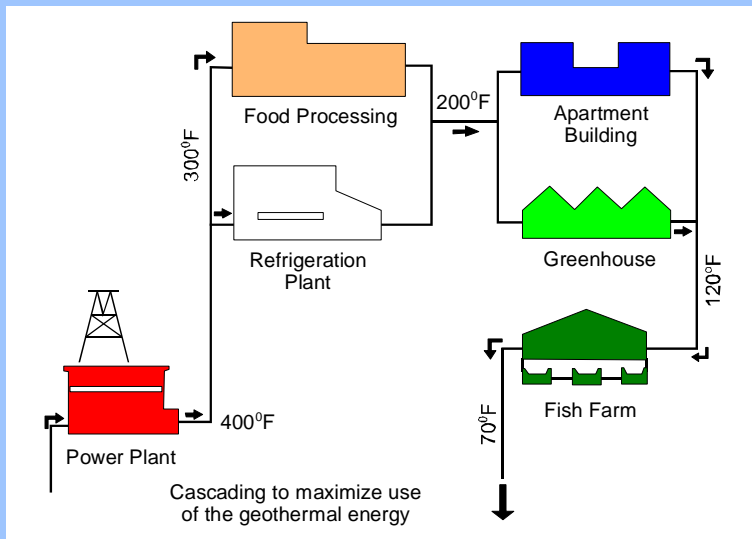 300⁰F
Food Processing
200⁰F
Apartment
Building
Refrigeration
Plant
Greenhouse
120°F
400⁰F
Power Plant
Fish Farm
70⁰F
Cascading to maximize use
of the geothermal energy